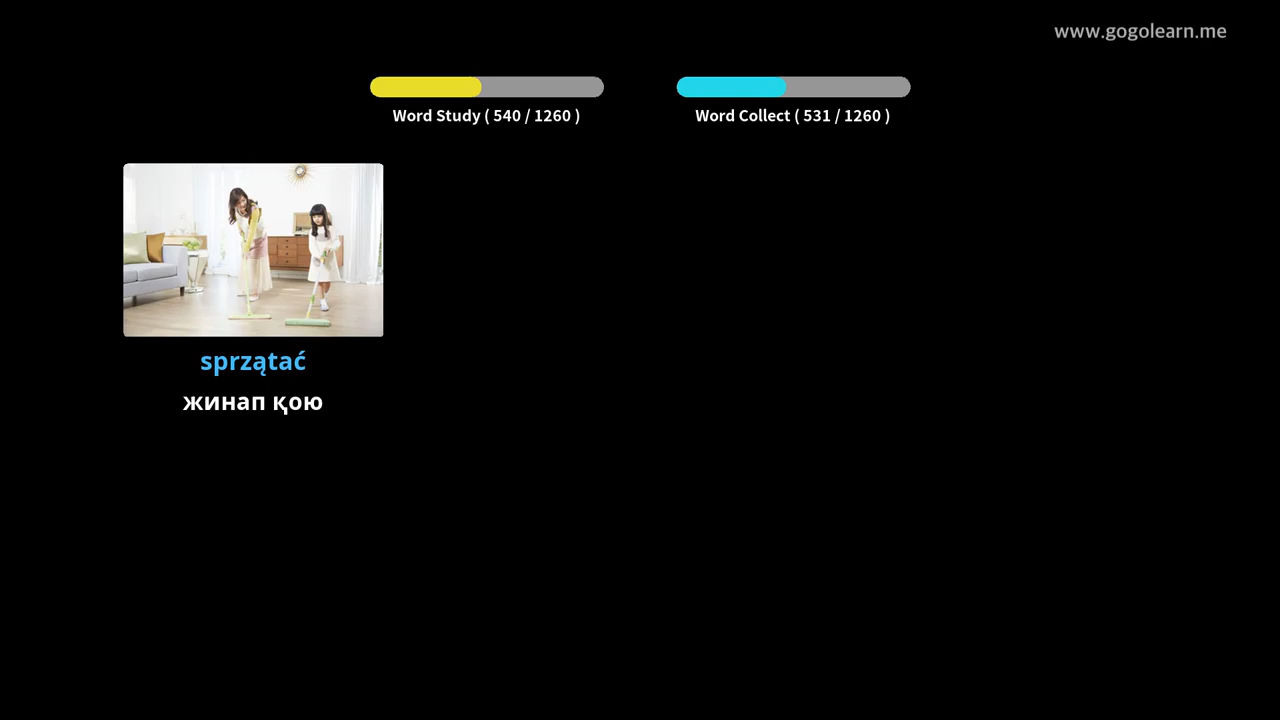 www.gogolearn.me
Word Study ( 540 / 1260 )
Word Collect ( 531 / 1260 )
sprzątać
жинап қою